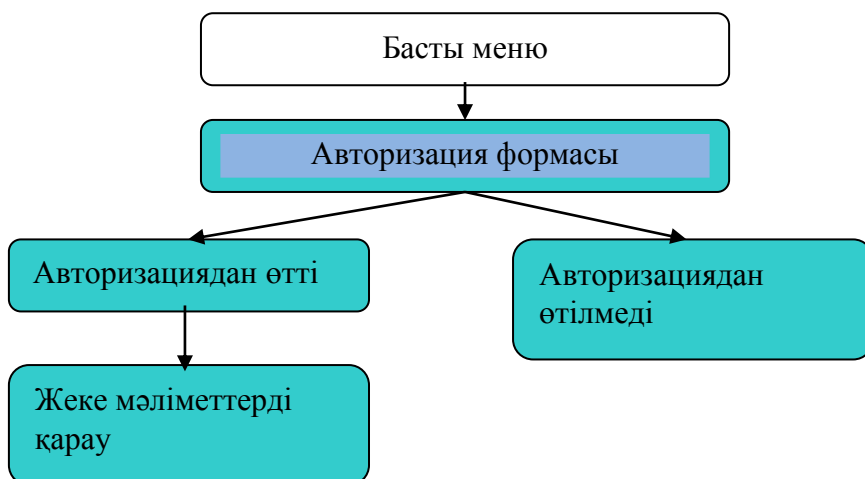 Басты меню
Авторизация формасы
Авторизациядан өтті
Авторизациядан
өтілмеді
Жеке мәліметтерді
қарау